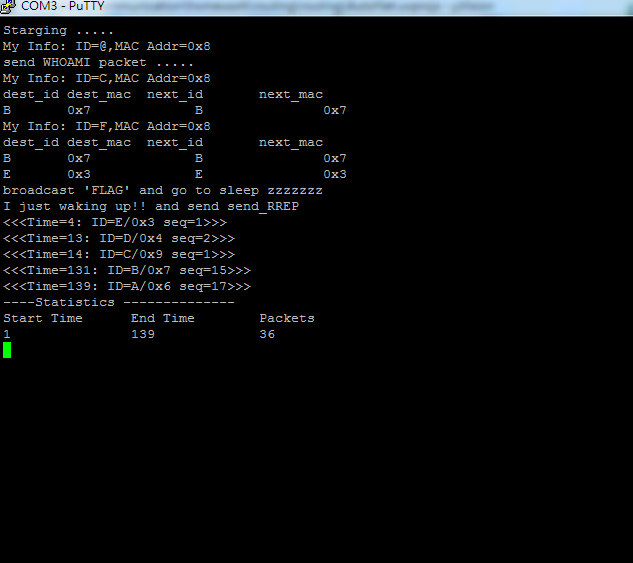 COM3 - PuTTY
Starging .....
My Info: ID=@,MAC Addr=0x8
send WHOAMI packet .....
My Info: ID=C,MAC Addr=0x8
dest_id dest_mac  next_id       next_mac
B       0x7             B               0x7
My Info: ID=F,MAC Addr=0x8
dest_id dest_mac  next_id       next_mac
B       0x7             B               0x7
E       0x3             E               0x3
broadcast 'FLAG' and go to sleep zzzzzzz
I just waking up!! and send send_RREP
<<<Time=4: ID=E/0x3 seq=1>>>
<<<Time=13: ID=D/0x4 seq=2>>>
<<<Time=14: ID=C/0x9 seq=1>>>
<<<Time=131: ID=B/0x7 seq=15>>>
<<<Time=139: ID=A/0x6 seq=17>>>
----Statistics --------------
Start Time      End Time        Packets
1               139             36